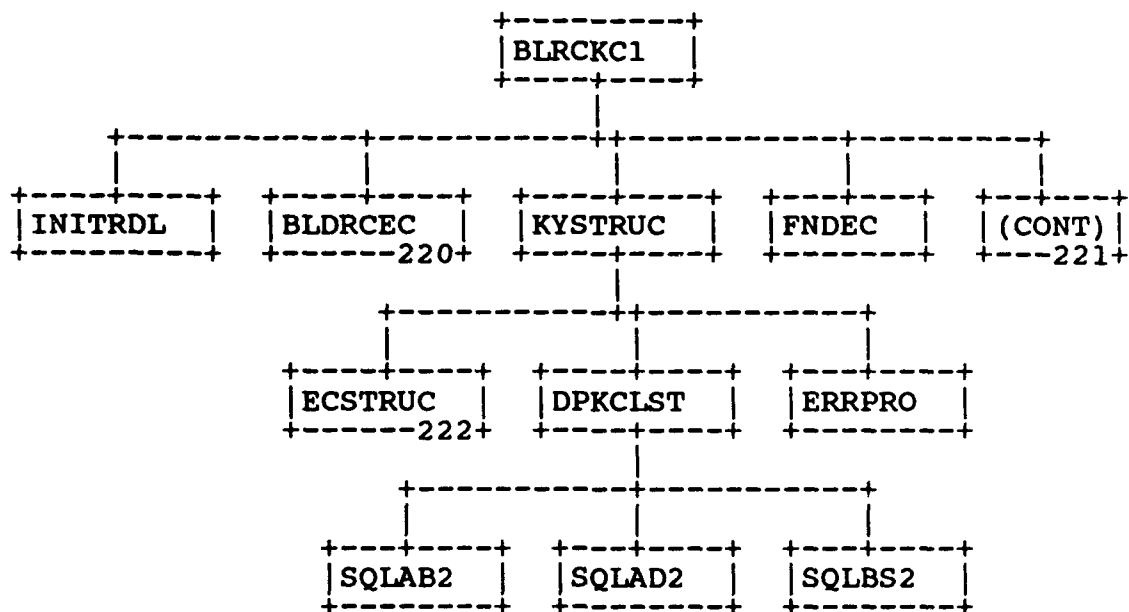 BLRCKC1
INITRDL BLDRCEC KYSTRUC FNDEC (CONT)
220 221
ECSTRUC DPKCLST ERRPRO
222
SQLAB2 SQLAD2 SQLBS2